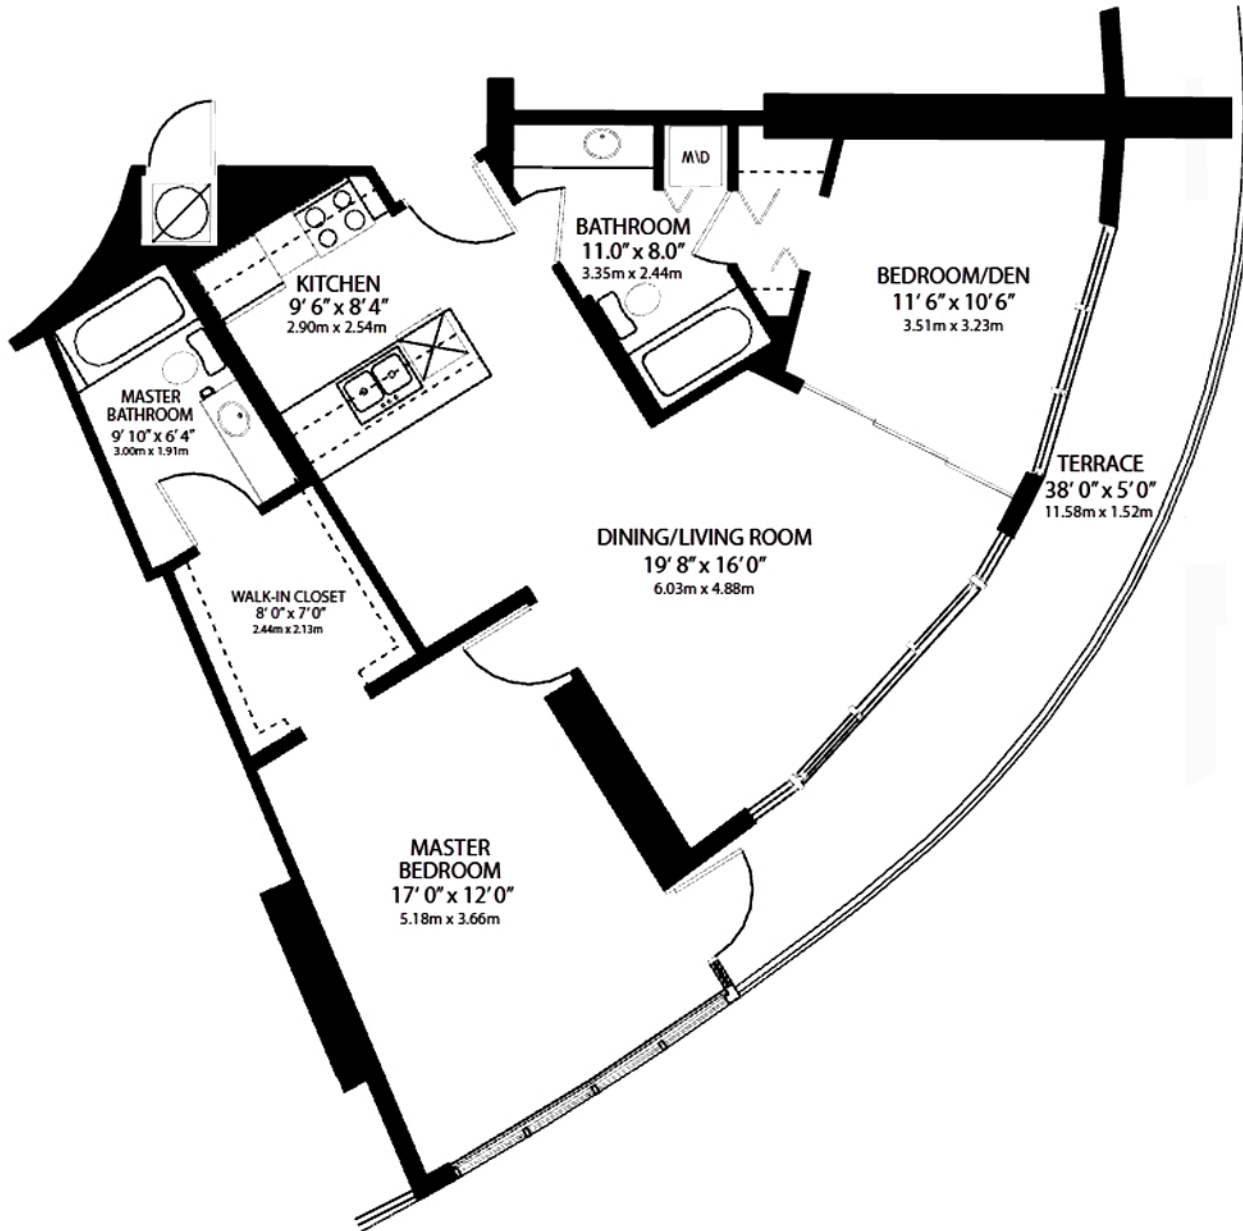 M\D
BATHROOM
11.0" x 8.0"
3.35m x 2.44m
KITCHEN
9' 6" x 8' 4"
2.90m x 2.54m
BEDROOM/DEN
11' 6" x 10' 6"
3.51m x 3.23m
MASTER
BATHROOM
9' 10" x 6' 4"
3.00m x 1.91m
TERRACE
38' 0" x 5' 0"
11.58m x 1.52m
DINING/LIVING ROOM
19' 8" x 16' 0"
6.03m x 4.88m
WALK-IN CLOSET
8' 0" x 7' 0"
2.44m x 2.13m
MASTER
BEDROOM
17' 0" x 12' 0"
5.18m x 3.66m